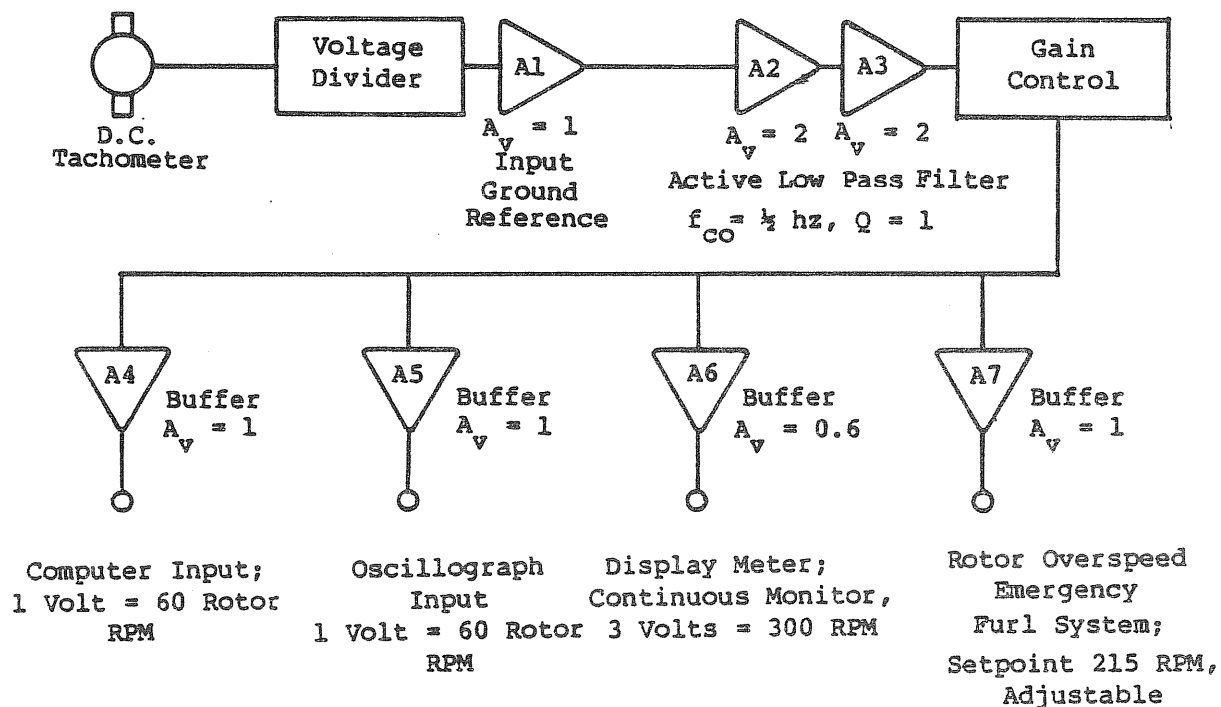 Voltage
Divider
A1
A2
A3
Gain
Control
D.C.
Tachometer
A_v = 1
Input
Ground
Reference
A_v = 2 A_v = 2
Active Low Pass Filter
f_co = ½ hz, Q = 1
A4
Buffer
A_v = 1
A5
Buffer
A_v = 1
A6
Buffer
A_v = 0.6
A7
Buffer
A_v = 1
Computer Input;
1 Volt = 60 Rotor
RPM
Oscillograph
Input
1 Volt = 60 Rotor
RPM
Display Meter;
Continuous Monitor,
3 Volts = 300 RPM
Rotor Overspeed
Emergency
Furl System;
Setpoint 215 RPM,
Adjustable